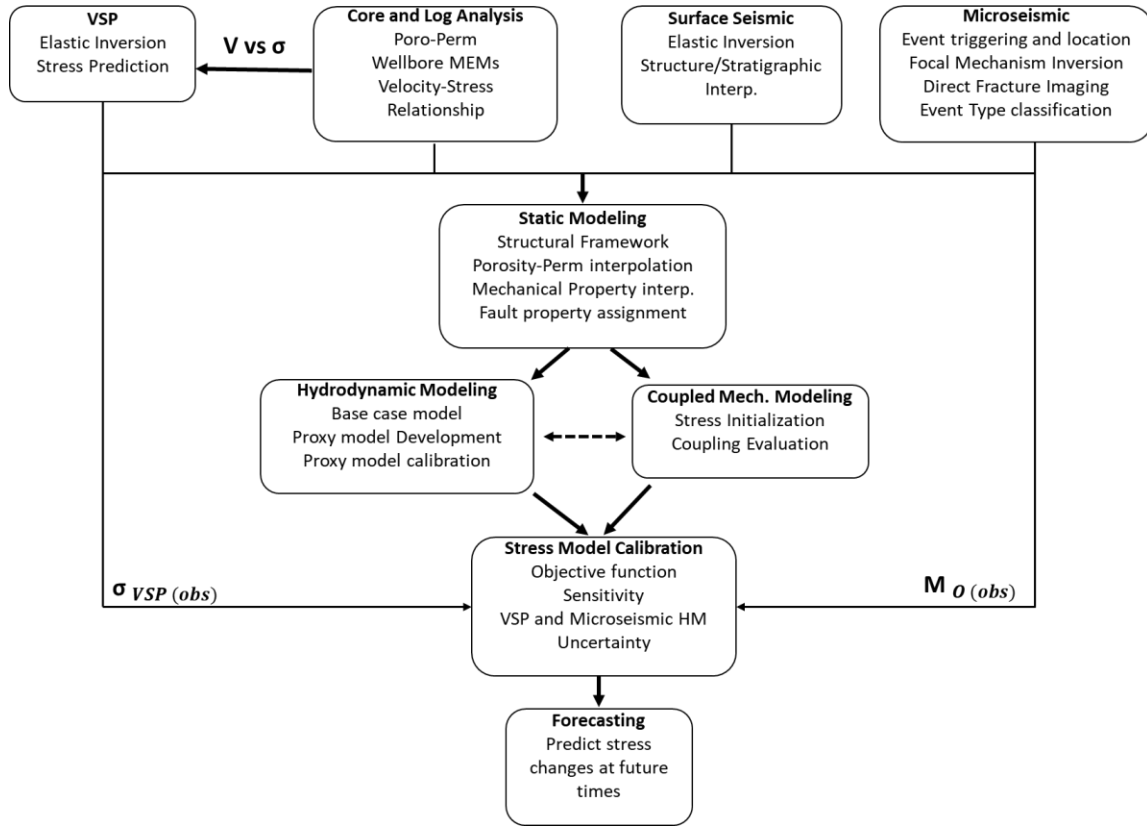 VSP
Elastic Inversion
Stress Prediction
V vs σ
Core and Log Analysis
Poro-Perm
Wellbore MEMs
Velocity-Stress
Relationship
Surface Seismic
Elastic Inversion
Structure/Stratigraphic
Interp.
Microseismic
Event triggering and location
Focal Mechanism Inversion
Direct Fracture Imaging
Event Type classification
Static Modeling
Structural Framework
Porosity-Perm interpolation
Mechanical Property interp.
Fault property assignment
Hydrodynamic Modeling
Base case model
Proxy model Development
Proxy model calibration
Coupled Mech. Modeling
Stress Initialization
Coupling Evaluation
Stress Model Calibration
Objective function
Sensitivity
VSP and Microseismic HM
Uncertainty
σ VSP (obs)
M O (obs)
Forecasting
Predict stress
changes at future
times